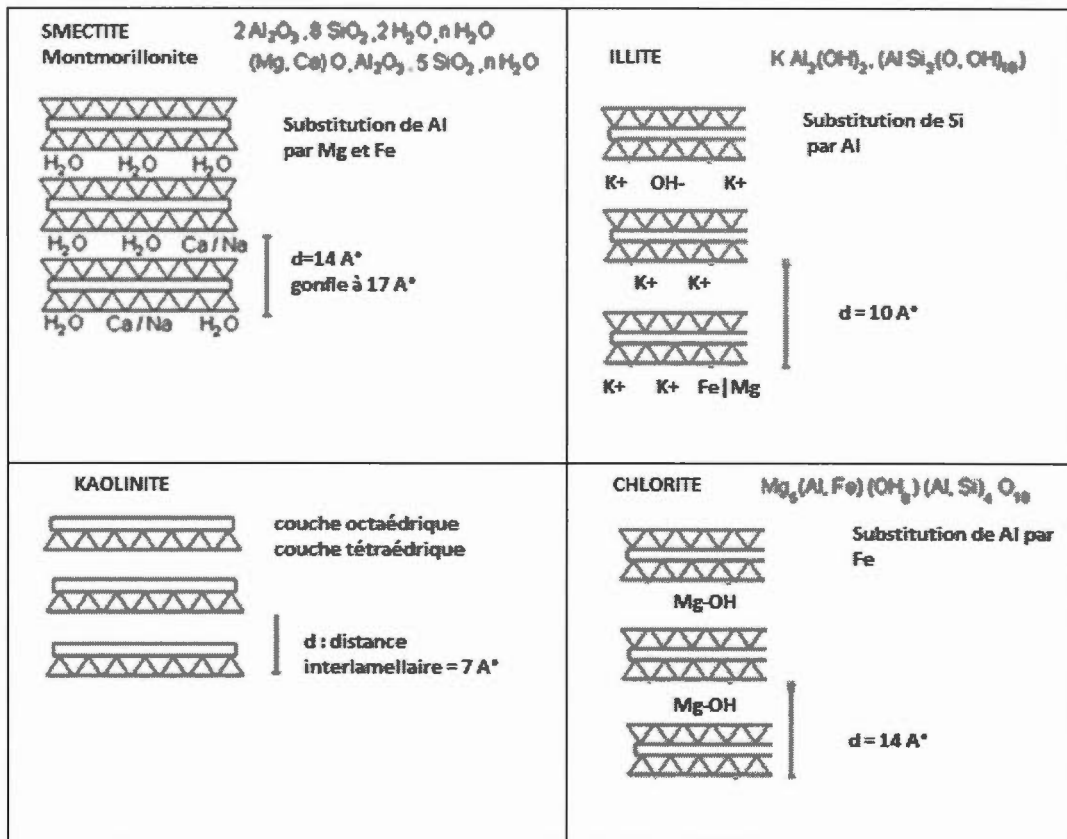 SMECTITE 2 Al₂O₃ .8 SiO₂ .2 H₂O, n H₂O
Montmorillonite (Mg, Ca) O, Al₂O₃ . 5 SiO₂, n H₂O
Substitution de Al
par Mg et Fe
H₂O H₂O H₂O
H₂O H₂O Ca/Na
d=14 A°
gonfle à 17 A°
H₂O Ca/Na H₂O
ILLITE K Al₂(OH)₂, (Al Si₃(O, OH)₁₀)
Substitution de Si
par Al
K+ OH- K+
K+ K+
d = 10 A°
K+ K+ Fe|Mg
KAOLINITE
couche octaédrique
couche tétraédrique
d : distance
interlamellaire = 7 A°
CHLORITE Mg₅(Al, Fe) (OH₈) (Al, Si)₄ O₁₀
Substitution de Al par
Fe
Mg-OH
Mg-OH
d = 14 A°